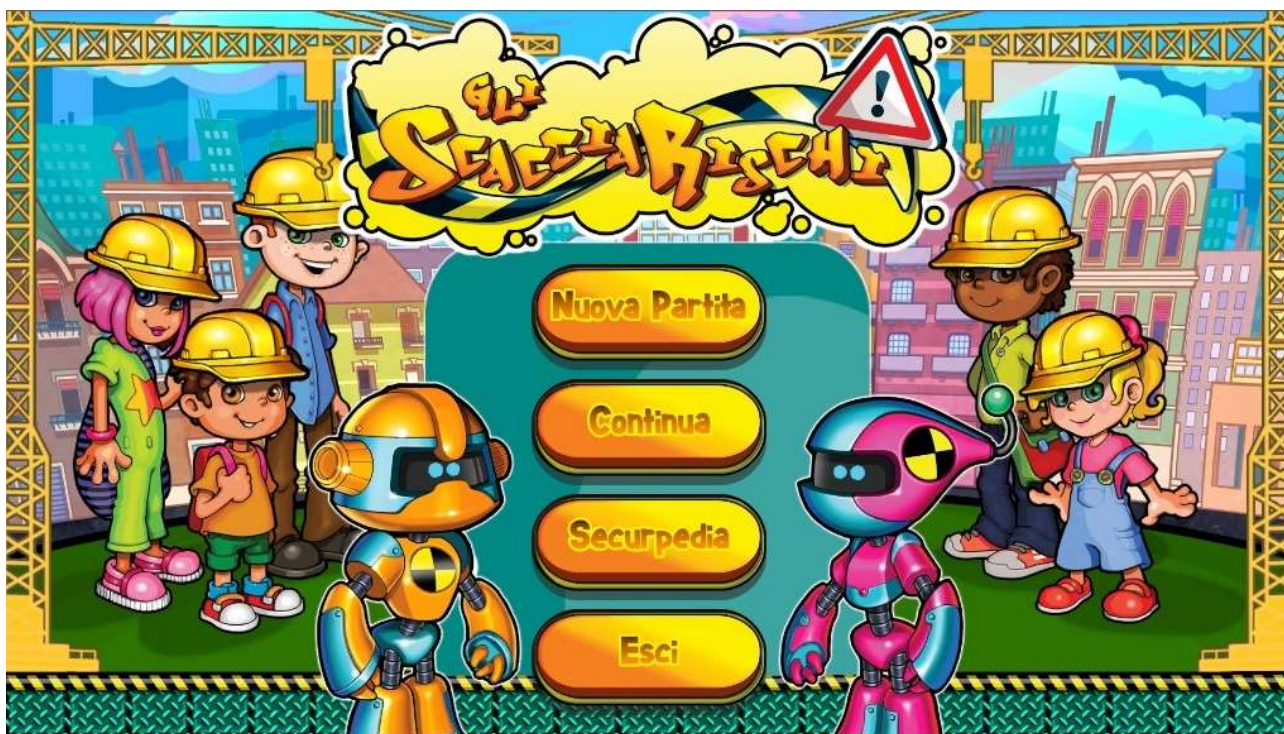 GLI
SCACCIARISCHI
Nuova Partita
Continua
Securpedia
Esci